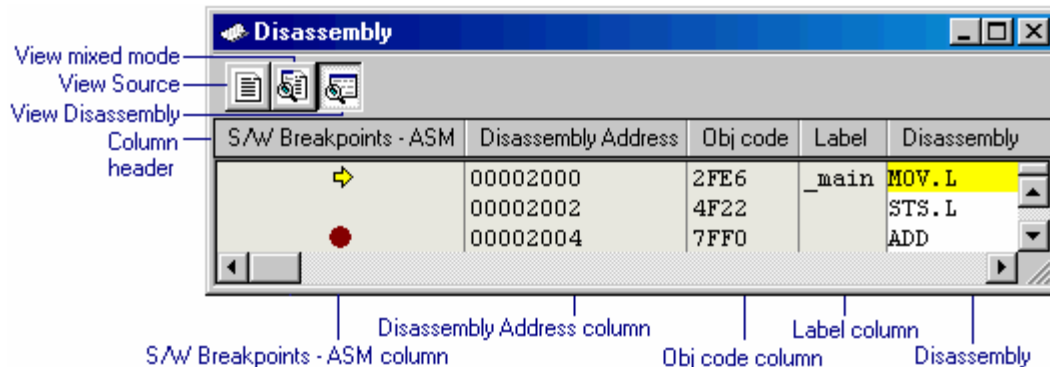 Disassembly
View mixed mode
View Source
View Disassembly
Column header
S/W Breakpoints - ASM Disassembly Address Obj code Label Disassembly
00002000 2FE6 _main MOV.L
00002002 4F22 STS.L
00002004 7FF0 ADD
Disassembly Address column Label column
S/W Breakpoints - ASM column Obj code column Disassembly